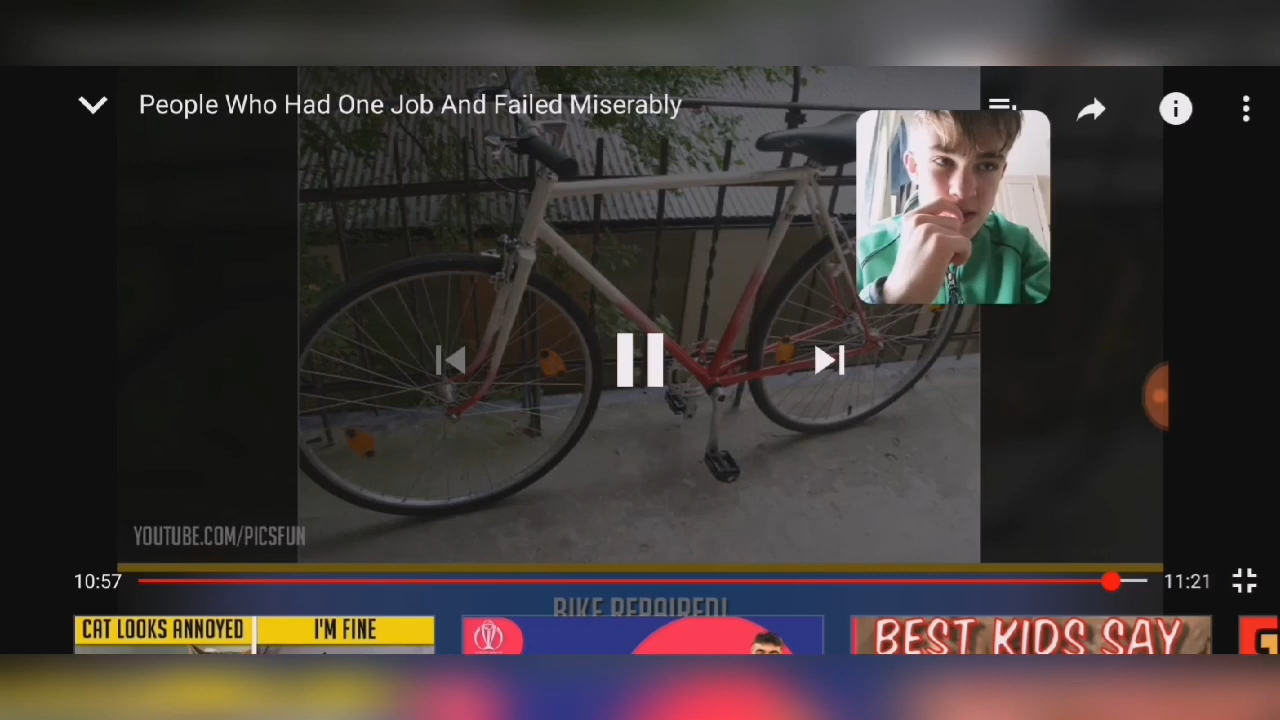 People Who Had One Job And Failed Miserably
YOUTUBE.COM/PICSFUN
10:57
11:21
BIKE REPAIRED!
CAT LOOKS ANNOYED
I'M FINE
BEST KIDS SAY